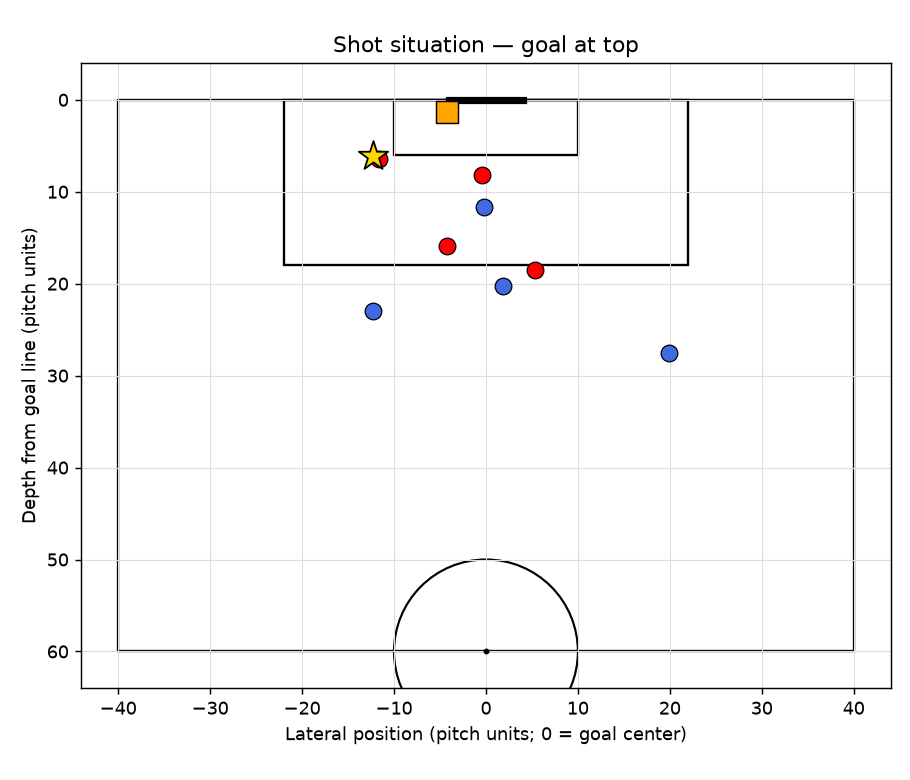 Shot situation — goal at top
Depth from goal line (pitch units)
0
10
20
30
40
50
60
−40 −30 −20 −10 0 10 20 30 40
Lateral position (pitch units; 0 = goal center)